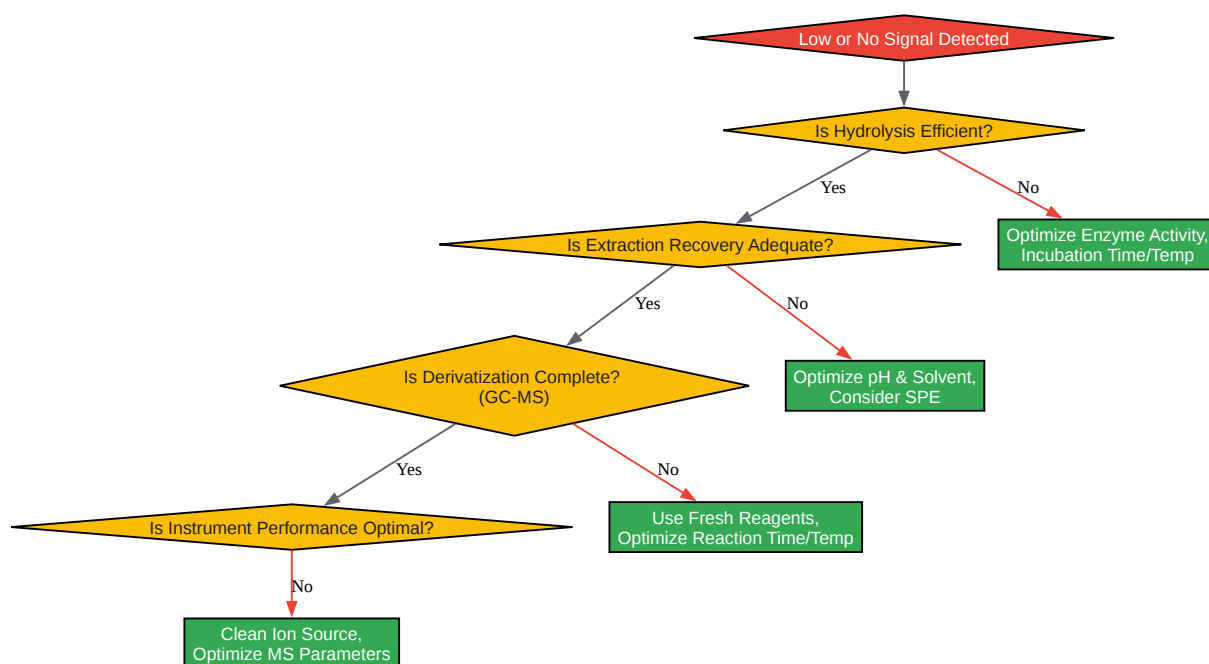 Low or No Signal Detected
Is Hydrolysis Efficient?
Yes
No
Is Extraction Recovery Adequate?
Optimize Enzyme Activity,
Incubation Time/Temp
Yes
No
Is Derivatization Complete?
(GC-MS)
Optimize pH & Solvent,
Consider SPE
Yes
No
Is Instrument Performance Optimal?
Use Fresh Reagents,
Optimize Reaction Time/Temp
No
Clean Ion Source,
Optimize MS Parameters